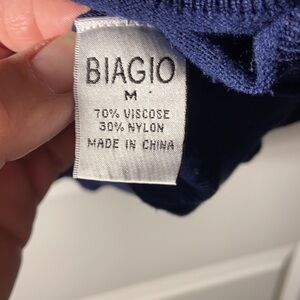 BIAGIO
M
70% VISCOSE
30% NYLON
MADE IN CHINA